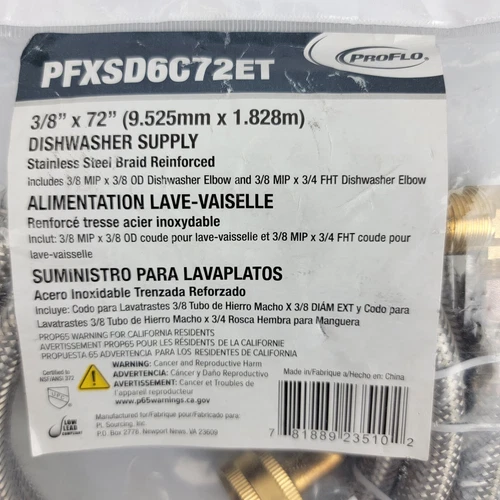 PROFLO®
PFXSD6C72ET
3/8" x 72" (9.525mm x 1.828m)
DISHWASHER SUPPLY
Stainless Steel Braid Reinforced
Includes 3/8 MIP x 3/8 OD Dishwasher Elbow and 3/8 MIP x 3/4 FHT Dishwasher Elbow
ALIMENTATION LAVE-VAISELLE
Renforcé tresse acier inoxydable
Inclut: 3/8 MIP x 3/8 OD coude pour lave-vaisselle et 3/8 MIP x 3/4 FHT coude pour
lave-vaisselle
SUMINISTRO PARA LAVAPLATOS
Acero Inoxidable Trenzada Reforzado
Incluye: Codo para Lavatrastes 3/8 Tubo de Hierro Macho X 3/8 DIÁM EXT y Codo para
Lavatrastes 3/8 Tubo de Hierro Macho x 3/4 Rosca Hembra para Manguera
PROP65 WARNING FOR CALIFORNIA RESIDENTS
AVERTISSEMENT PROP65 POUR LES RÉSIDENTS DE LA CALIFORNIE
PROPUESTA 65 ADVERTENCIA PARA LOS RESIDENTES DE CALIFORNIA
Certified to
NSF/ANSI 372
WARNING: Cancer and Reproductive Harm
ADVERTENCIA: Cáncer y Daño Reproductivo
AVERTISSEMENT: Cancer et Troubles de
l'appareil reproducteur
www.p65warnings.ca.gov
Made in/Fabrique a/Hecho en: China
LOW
LEAD
COMPLIANT
Manufactured for/Fabrique pour/Fabricado para:
PL Sourcing, Inc.
P.O. Box 2778, Newport News, VA 23609
7 81889 23510 2